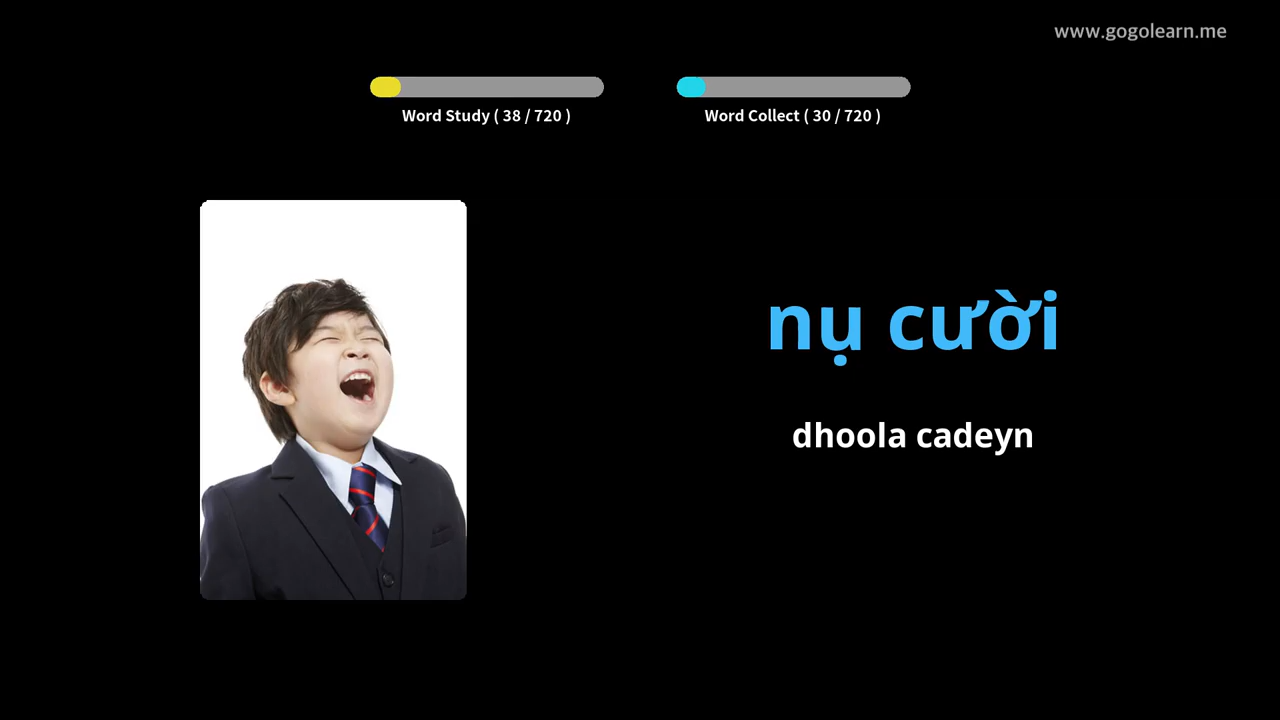 www.gogolearn.me
Word Study ( 38 / 720 )
Word Collect ( 30 / 720 )
nụ cười
dhoola cadeyn